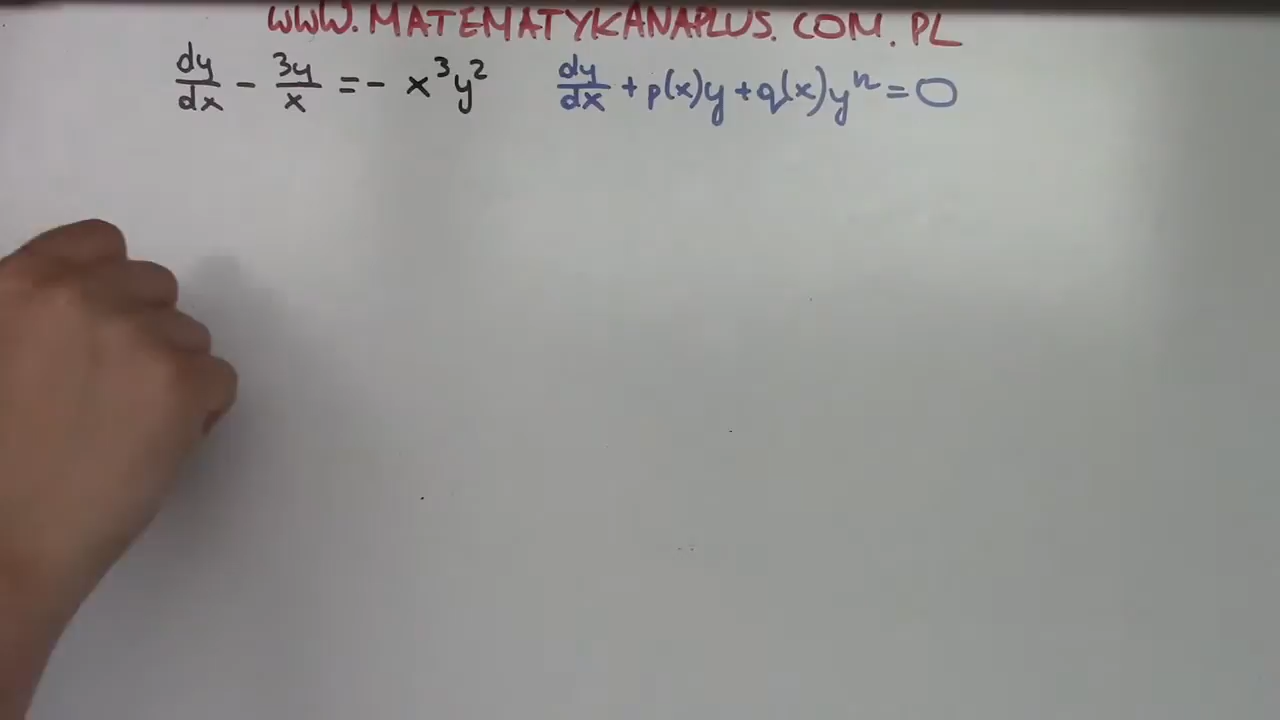 WWW.MATEMATYKANAPLUS.COM.PL
dy/dx - 3y/x = - x³y² dy/dx + p(x)y + q(x)yⁿ = 0